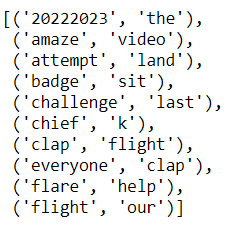 [('20222023', 'the'),
('amaze', 'video'),
('attempt', 'land'),
('badge', 'sit'),
('challenge', 'last'),
('chief', 'k'),
('clap', 'flight'),
('everyone', 'clap'),
('flare', 'help'),
('flight', 'our')]